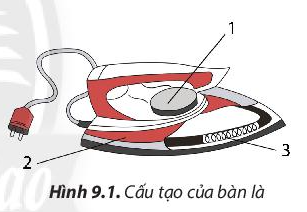 1
2
3
Hình 9.1. Cấu tạo của bàn là